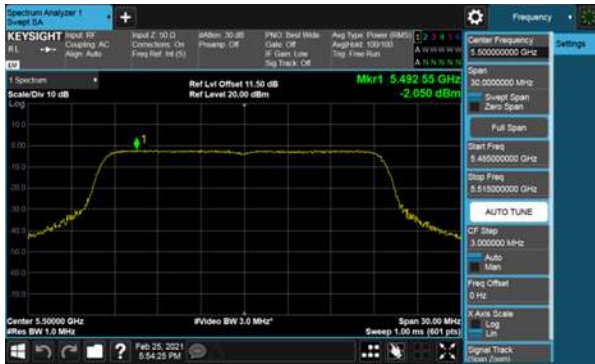 Spectrum Analyzer 1
Swept SA
+
Frequency
KEYSIGHT
Input: RF
Input Z: 50 Ω
#Atten: 30 dB
PNO: Best Wide
Avg Type: Power (RMS)
1 2 3 4 5 6
RL
Coupling: AC
Corrections: On
Preamp: Off
Gate: Off
Avg|Hold: 100/100
A W W W W W
Align: Auto
Freq Ref: Int (S)
IF Gain: Low
Trig: Free Run
Sig Track: Off
A N N N N N
LXI
Center Frequency
5.500000000 GHz
Settings
1 Spectrum
Ref Lvl Offset 11.50 dB
Mkr1 5.492 55 GHz
Scale/Div 10 dB
Ref Level 20.00 dBm
-2.050 dBm
Log
10.0
0.00
-10.0
-20.0
-30.0
-40.0
-50.0
-60.0
-70.0
1
Span
30.0000000 MHz
Swept Span
Zero Span
Full Span
Start Freq
5.485000000 GHz
Stop Freq
5.515000000 GHz
AUTO TUNE
CF Step
3.000000 MHz
Auto
Man
Freq Offset
0 Hz
X Axis Scale
Log
Lin
Signal Track
(Span Zoom)
Center 5.50000 GHz
#Video BW 3.0 MHz*
Span 30.00 MHz
#Res BW 1.0 MHz
Sweep 1.00 ms (601 pts)
?
Feb 25, 2021
5:54:25 PM